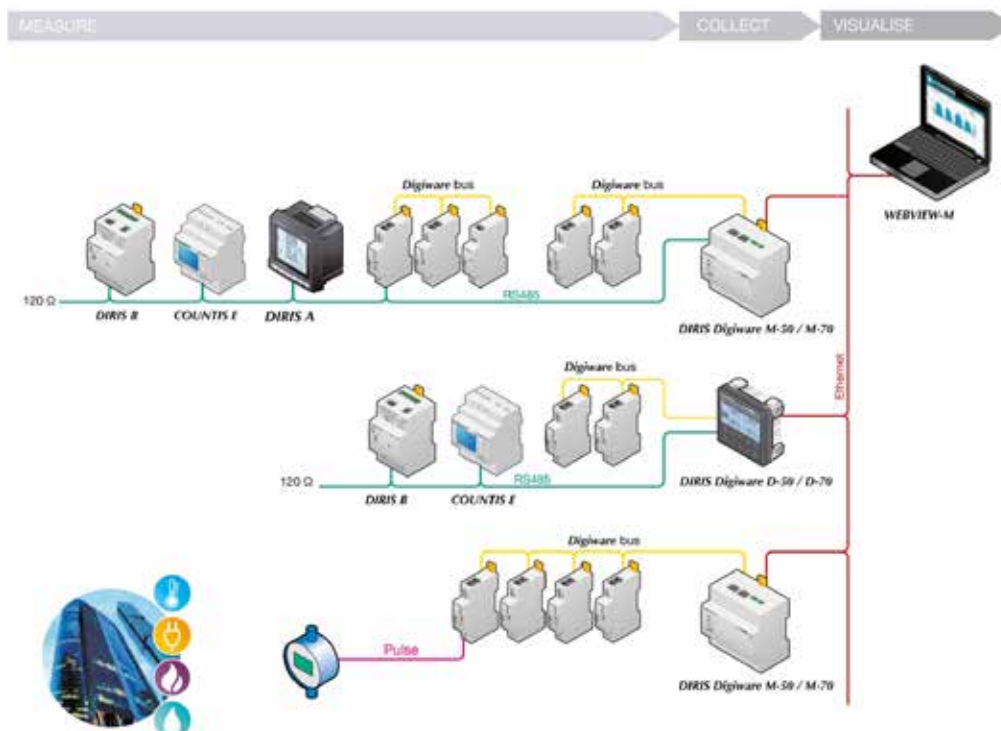 MEASURE
COLLECT
VISUALISE
Digiware bus
Digiware bus
WEBVIEW-M
RS485
120 Ω
DIRIS B
COUNTIS E
DIRIS A
DIRIS Digiware M-50 / M-70
Ethernet
Digiware bus
RS485
120 Ω
DIRIS B
COUNTIS E
DIRIS Digiware D-50 / D-70
Digiware bus
Pulse
DIRIS Digiware M-50 / M-70